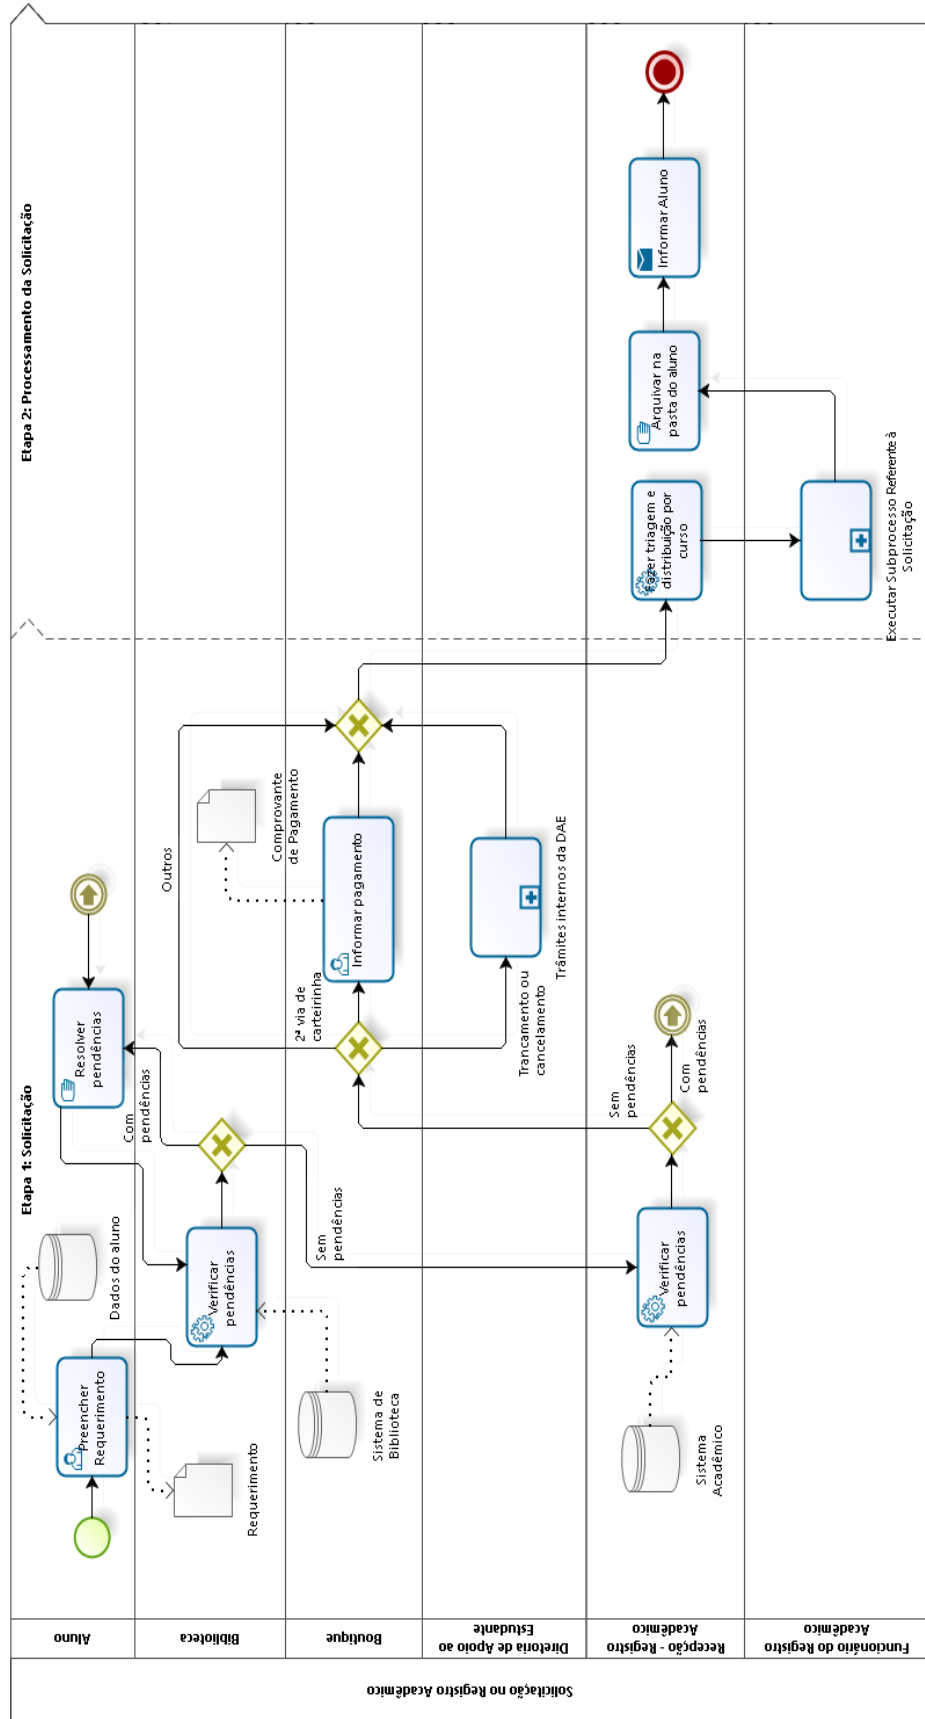 Solicitação no Registro Acadêmico
Aluno
Biblioteca
Boutique
Diretoria de Apoio ao
Estudante
Recepção - Registro
Acadêmico
Funcionário do Registro
Acadêmico
Etapa 1: Solicitação
Etapa 2: Processamento da Solicitação
Preencher
Requerimento
Dados do aluno
Requerimento
Resolver
pendências
Com
pendências
Verificar
pendências
Sem
pendências
Sistema de
Biblioteca
Outros
2ª via de
carteirinha
Informar pagamento
Comprovante
de Pagamento
Trancamento ou
cancelamento
Trâmites internos da DAE
Sistema
Acadêmico
Verificar
pendências
Sem
pendências
Com
pendências
Fazer triagem e
distribuição por
curso
Executar Subprocesso Referente à
Solicitação
Arquivar na
pasta do aluno
Informar Aluno